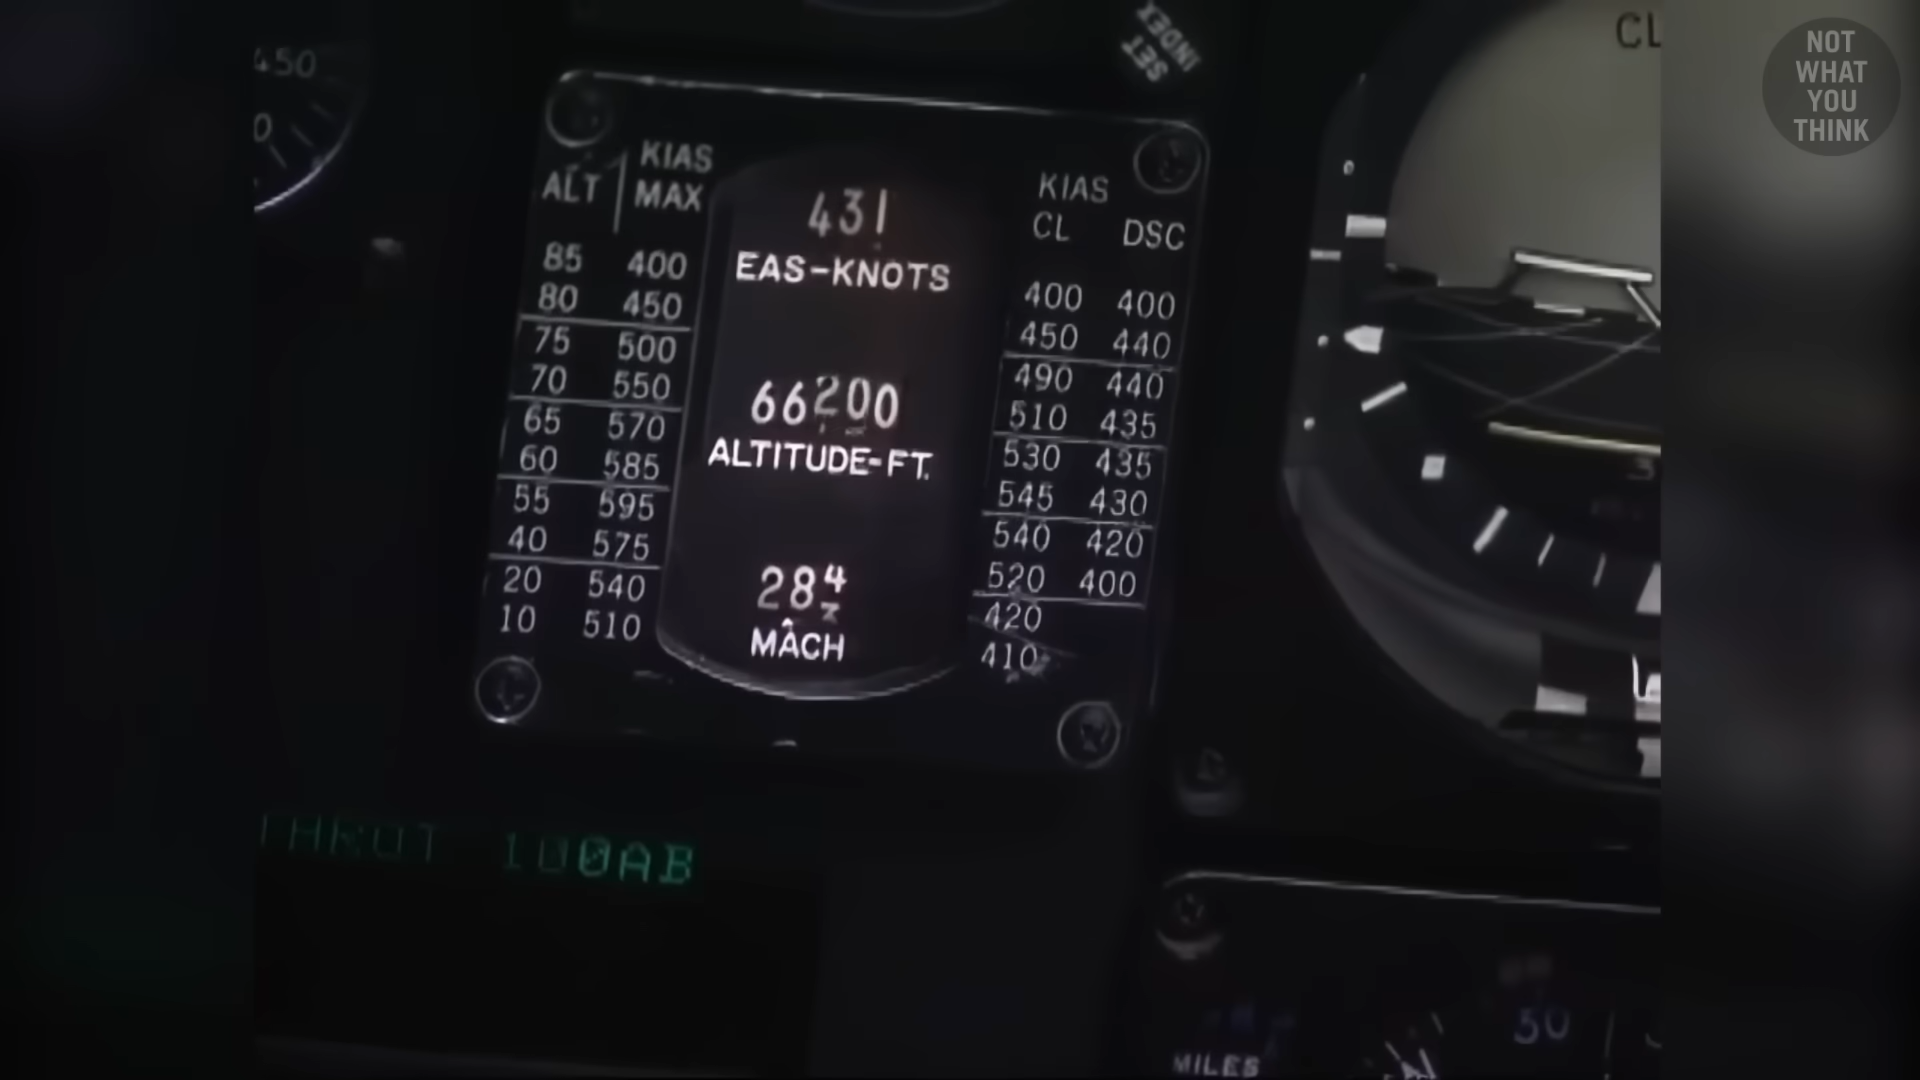 NOT
WHAT
YOU
THINK
SET
INDEX
CL
450
0
ALT KIAS MAX
85 400
80 450
75 500
70 550
65 570
60 585
55 595
40 575
20 540
10 510
431
EAS-KNOTS
66200
ALTITUDE-FT.
284
MACH
KIAS
CL DSC
400 400
450 440
490 440
510 435
530 435
545 430
540 420
520 400
420
410
THROT 100AB
50
MILES